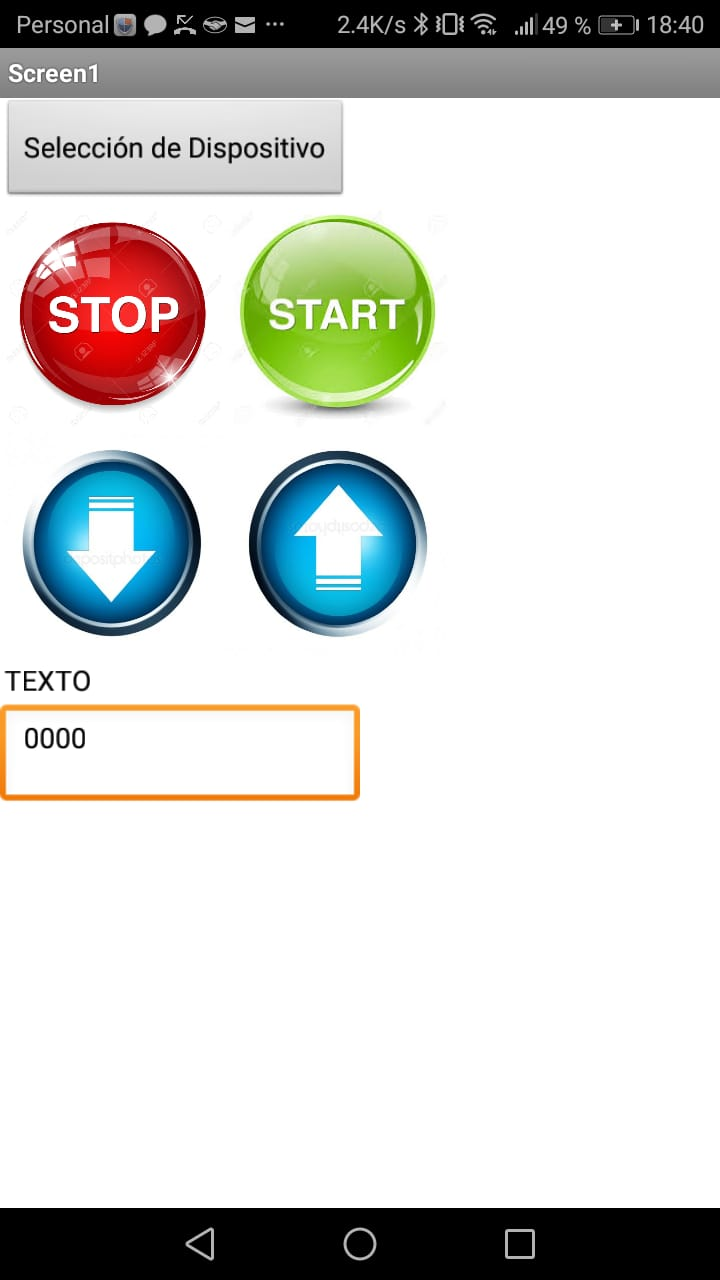 Personal 2.4K/s 49 % 18:40
Screen1
Selección de Dispositivo
STOP START
TEXTO
0000